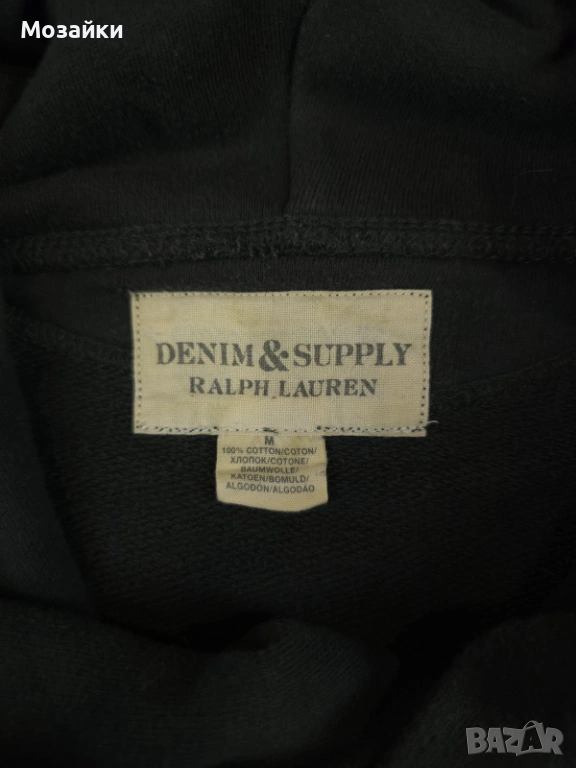 Мозайки
DENIM & SUPPLY
RALPH LAUREN
M
100% COTTON/COTON/
ХЛОПОК/COTONE/
BAUMWOLLE/
KATOEN/BOMULD/
ALGODÓN/ALGODÃO
BAZAR